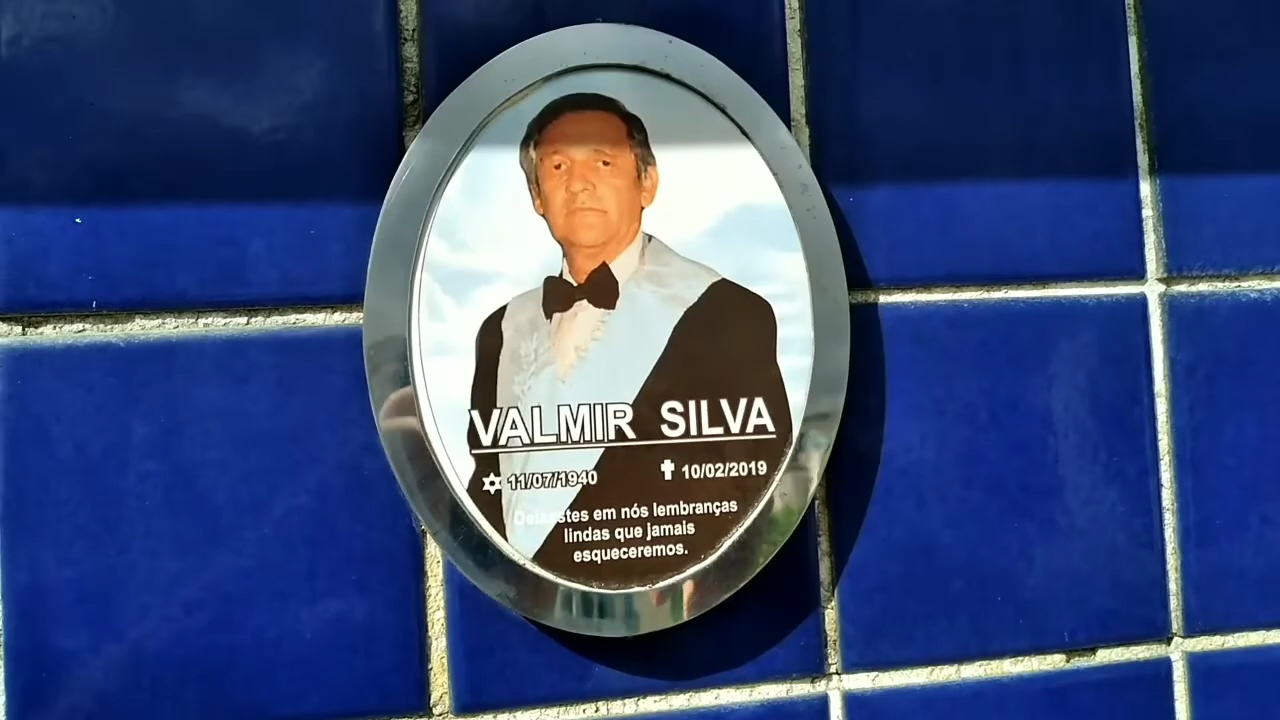 VALMIR SILVA
11/07/1940 10/02/2019
Deixastes em nós lembranças
lindas que jamais
esqueceremos.